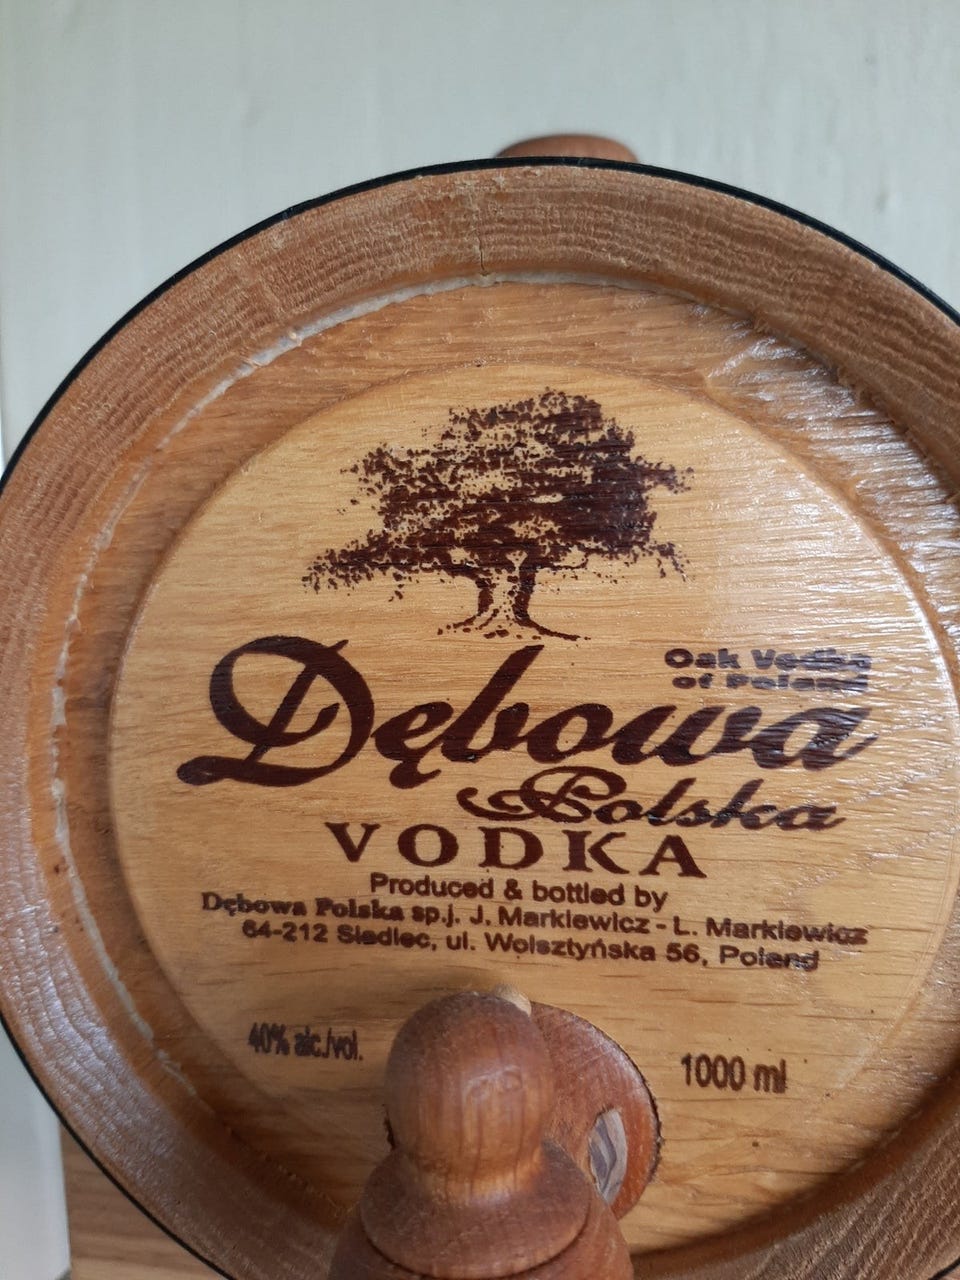 Oak Vodka
of Poland
Dębowa
Polska
VODKA
Produced & bottled by
Dębowa Polska sp.j. J. Markiewicz - L. Markiewicz
64-212 Siedlec, ul. Wolsztyńska 56, Poland
40% alc./vol.
1000 ml